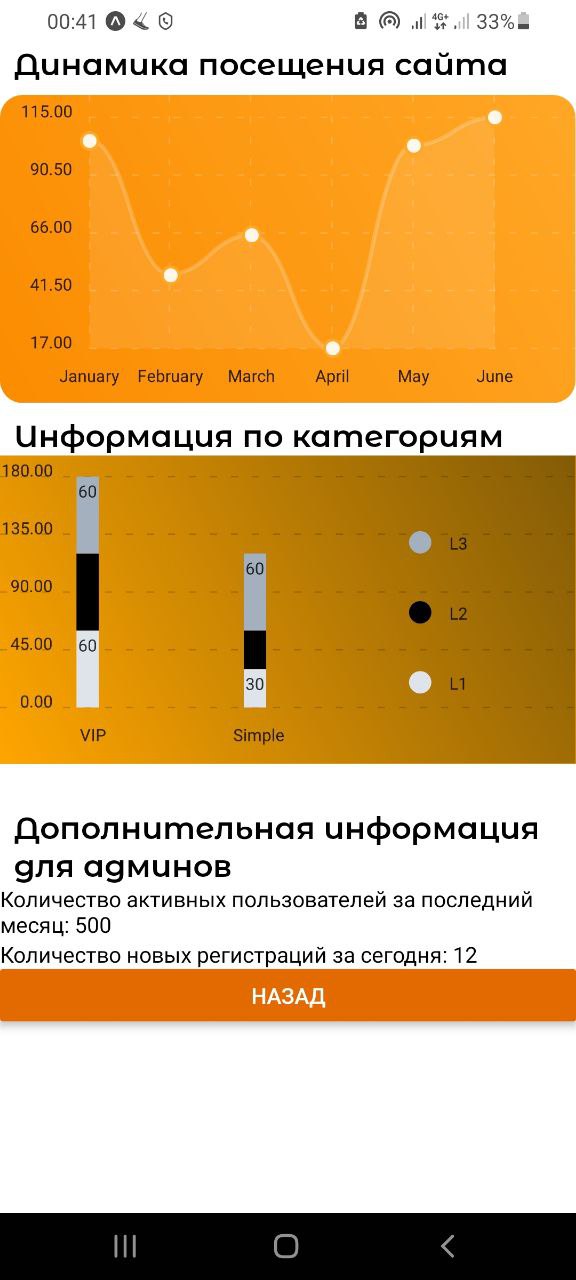 00:41 4G+ 33%
Динамика посещения сайта
115.00
90.50
66.00
41.50
17.00
January February March April May June
Информация по категориям
180.00
135.00
90.00
45.00
0.00
60
60
60
30
L3
L2
L1
VIP Simple
Дополнительная информация
для админов
Количество активных пользователей за последний
месяц: 500
Количество новых регистраций за сегодня: 12
НАЗАД